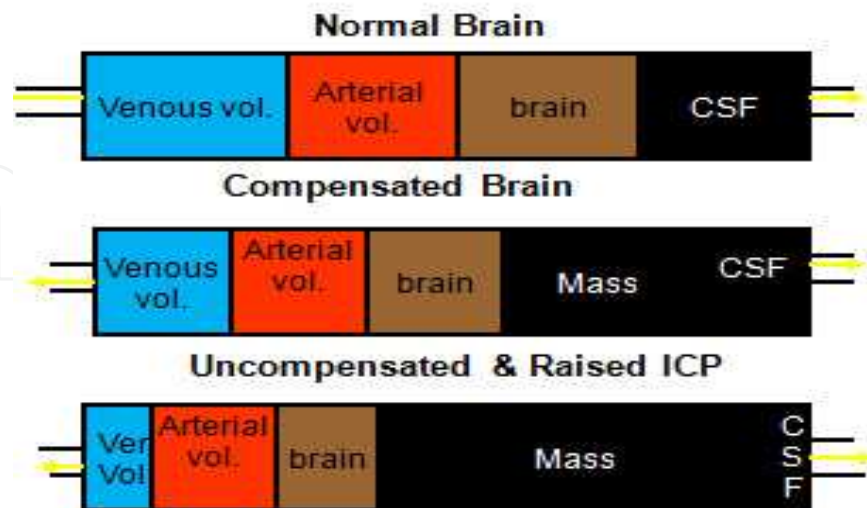 Normal Brain
Venous vol.
Arterial
vol.
brain
CSF
Compensated Brain
Venous
vol.
Arterial
vol.
brain
Mass
CSF
Uncompensated & Raised ICP
Ver
Vol
Arterial
vol.
brain
Mass
C
S
F